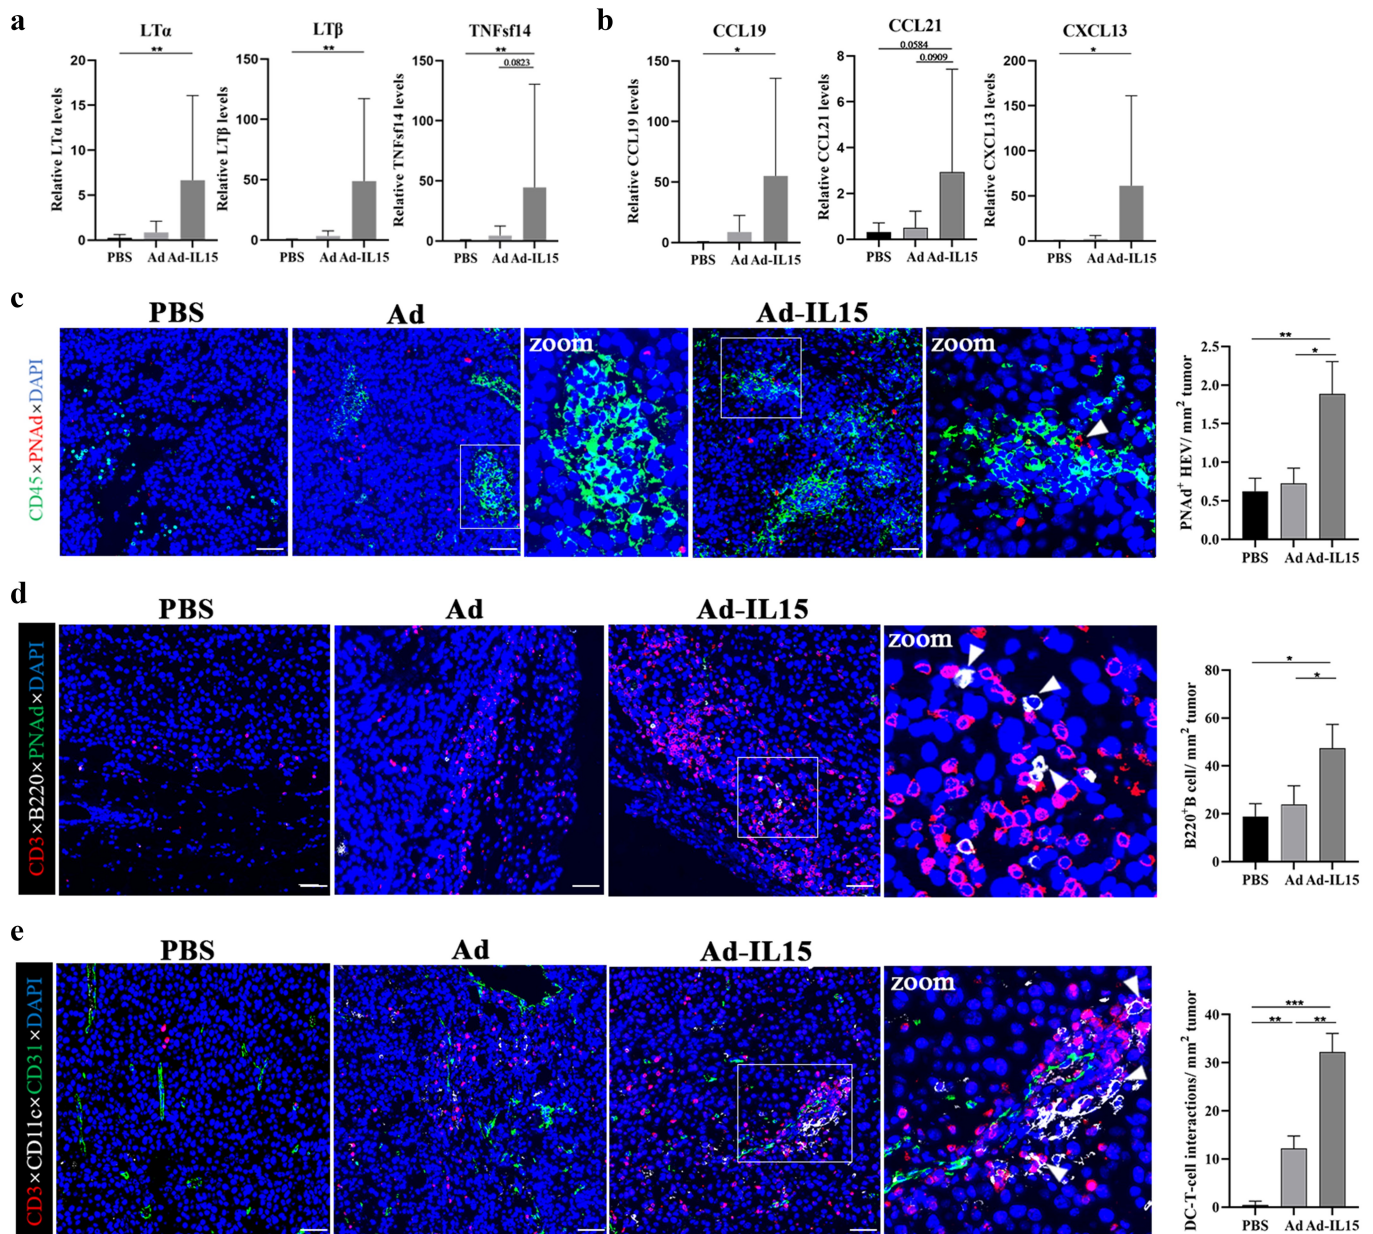 a
LTα
**
Relative LTα levels
20
15
10
5
0
PBS Ad Ad-IL15
LTβ
**
Relative LTβ levels
150
100
50
0
PBS Ad Ad-IL15
TNFsf14
**
0.0823
Relative TNFsf14 levels
150
100
50
0
PBS Ad Ad-IL15
b
CCL19
*
Relative CCL19 levels
150
100
50
0
PBS Ad Ad-IL15
CCL21
0.0584
0.0909
Relative CCL21 levels
8
6
4
2
0
PBS Ad Ad-IL15
CXCL13
*
Relative CXCL13 levels
200
150
100
50
0
PBS Ad Ad-IL15
c
PBS Ad Ad-IL15
CD45×PNAd×DAPI
zoom
zoom
**
*
PNAd⁺ HEV/ mm² tumor
2.5
2.0
1.5
1.0
0.5
0.0
PBS Ad Ad-IL15
d
PBS Ad Ad-IL15
CD3×B220×PNAd×DAPI
zoom
*
*
B220⁺B cell/ mm² tumor
80
60
40
20
0
PBS Ad Ad-IL15
e
PBS Ad Ad-IL15
CD3×CD11c×CD31×DAPI
zoom
***
** **
DC-T-cell interactions/ mm² tumor
40
30
20
10
0
PBS Ad Ad-IL15